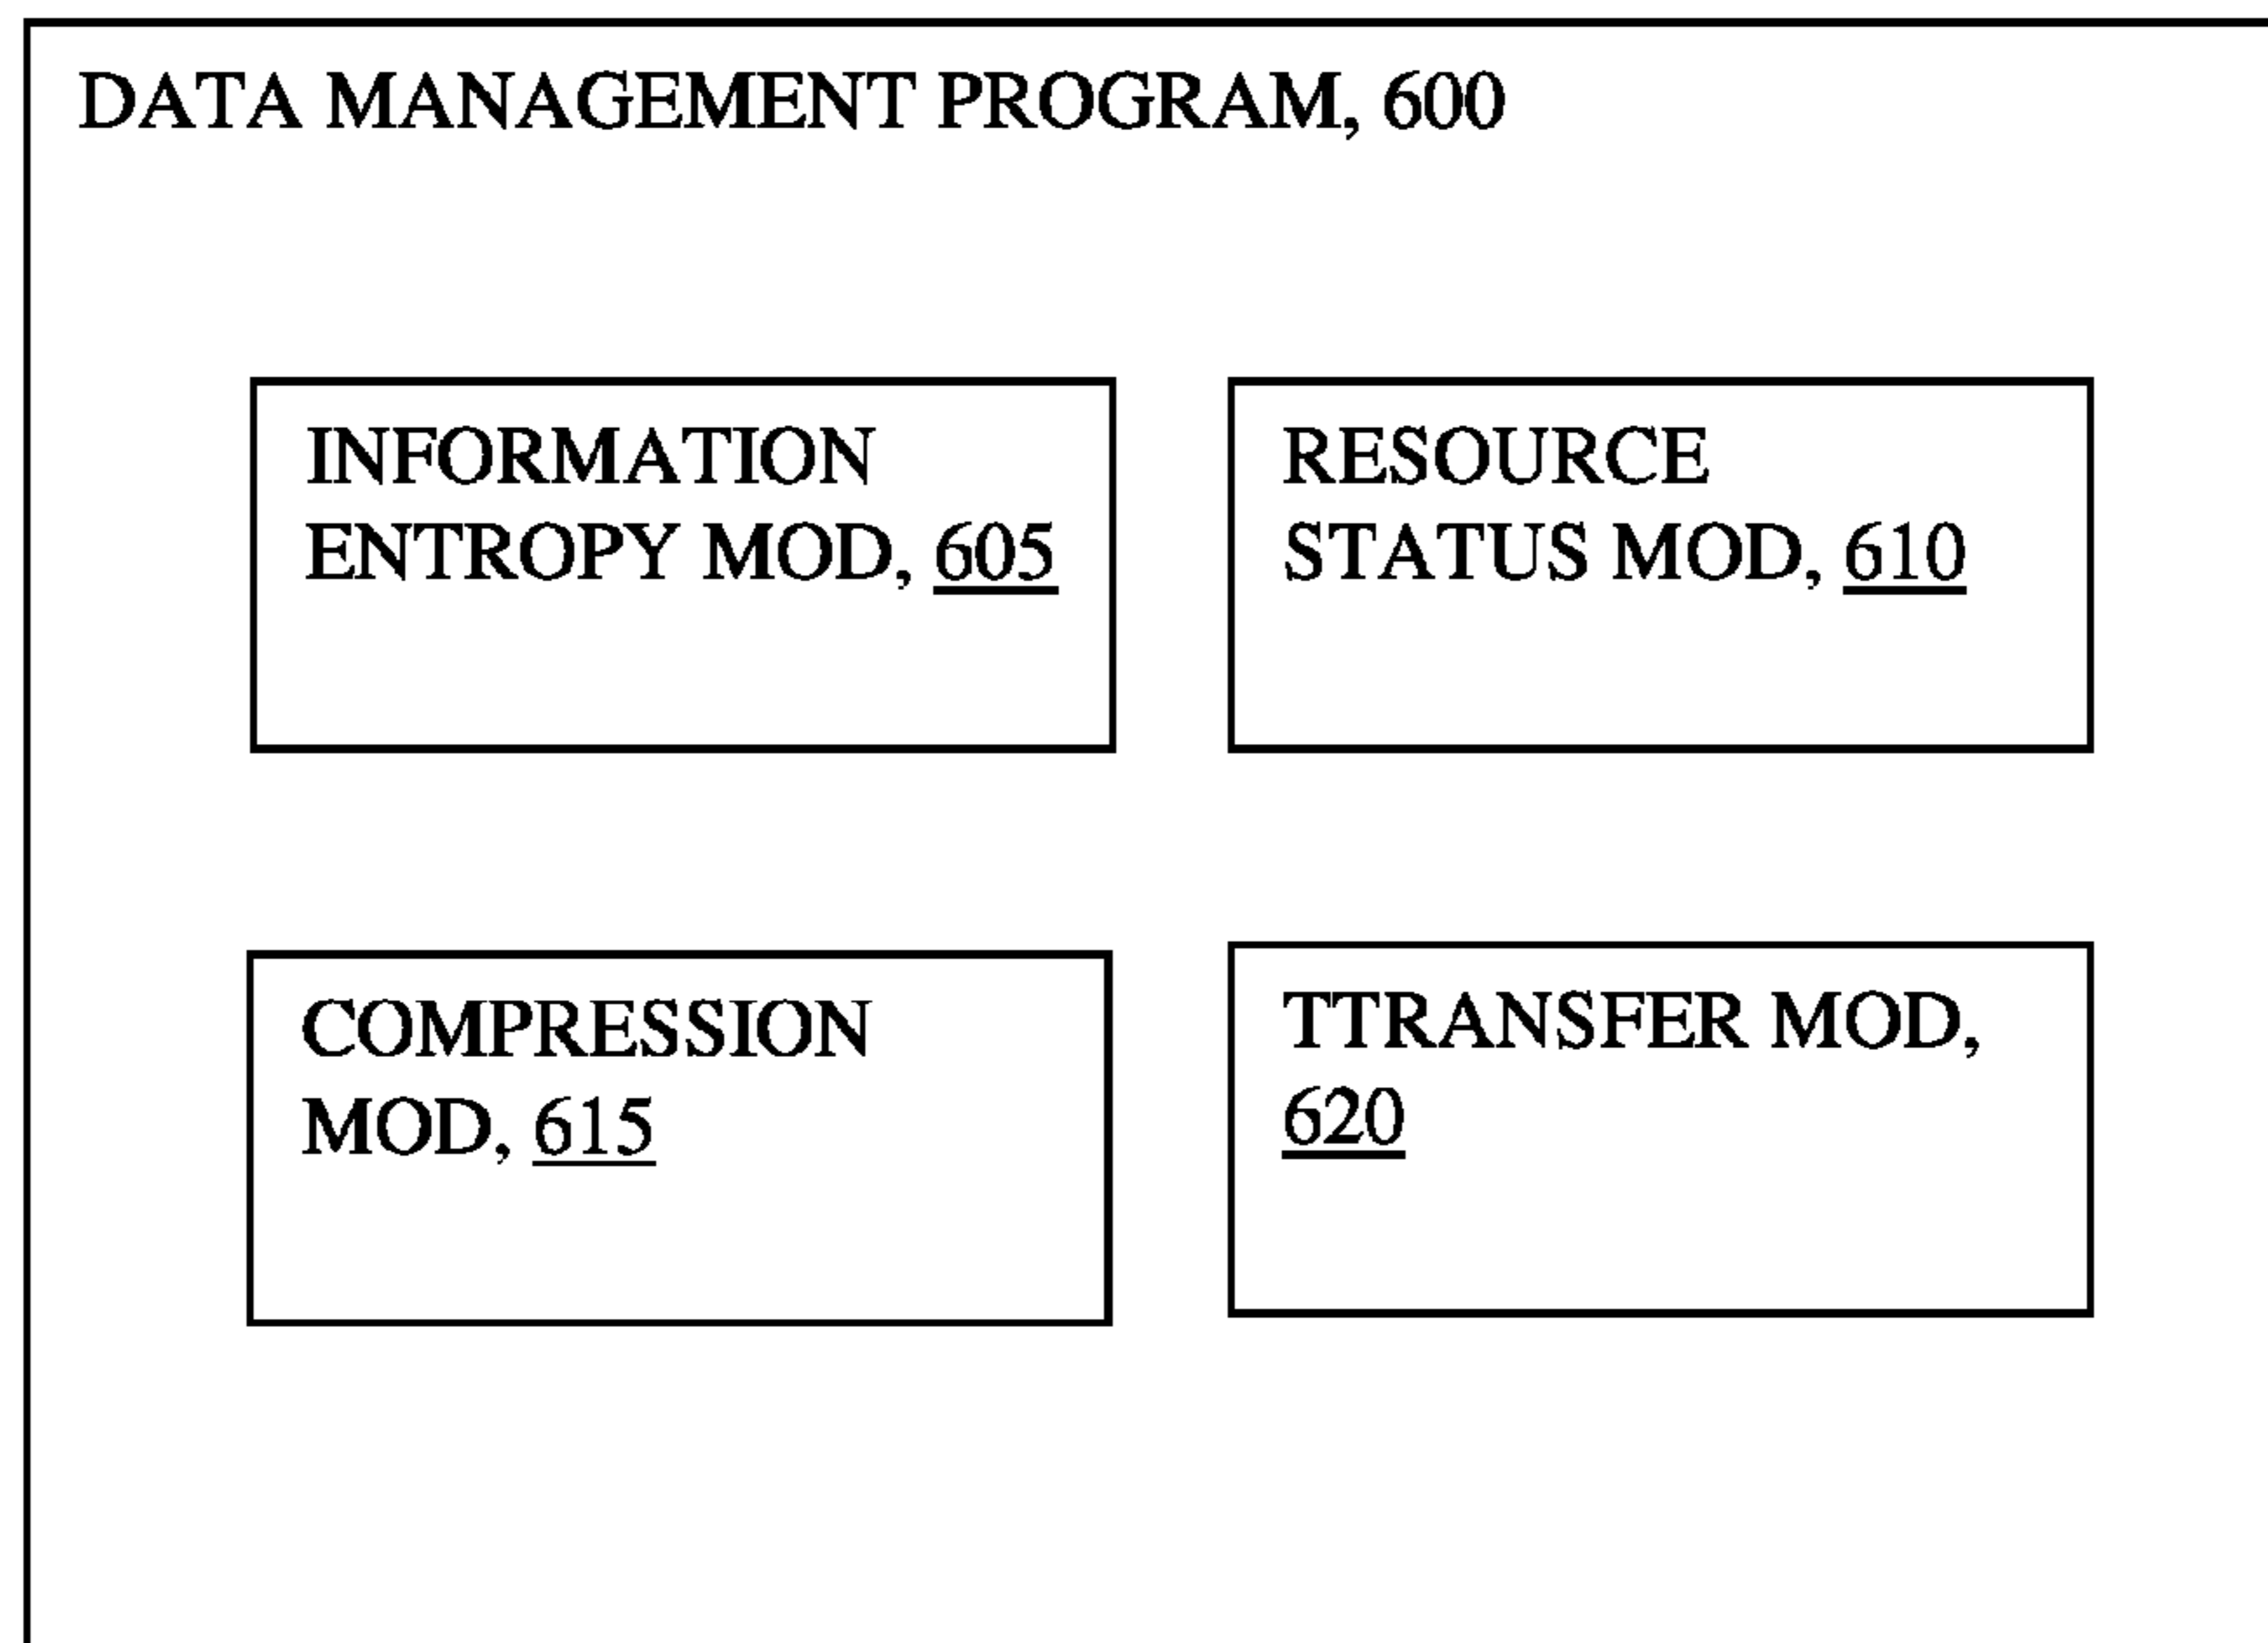 DATA MANAGEMENT PROGRAM, 600
INFORMATION
ENTROPY MOD, 605
RESOURCE
STATUS MOD, 610
COMPRESSION
MOD, 615
TTRANSFER MOD,
620